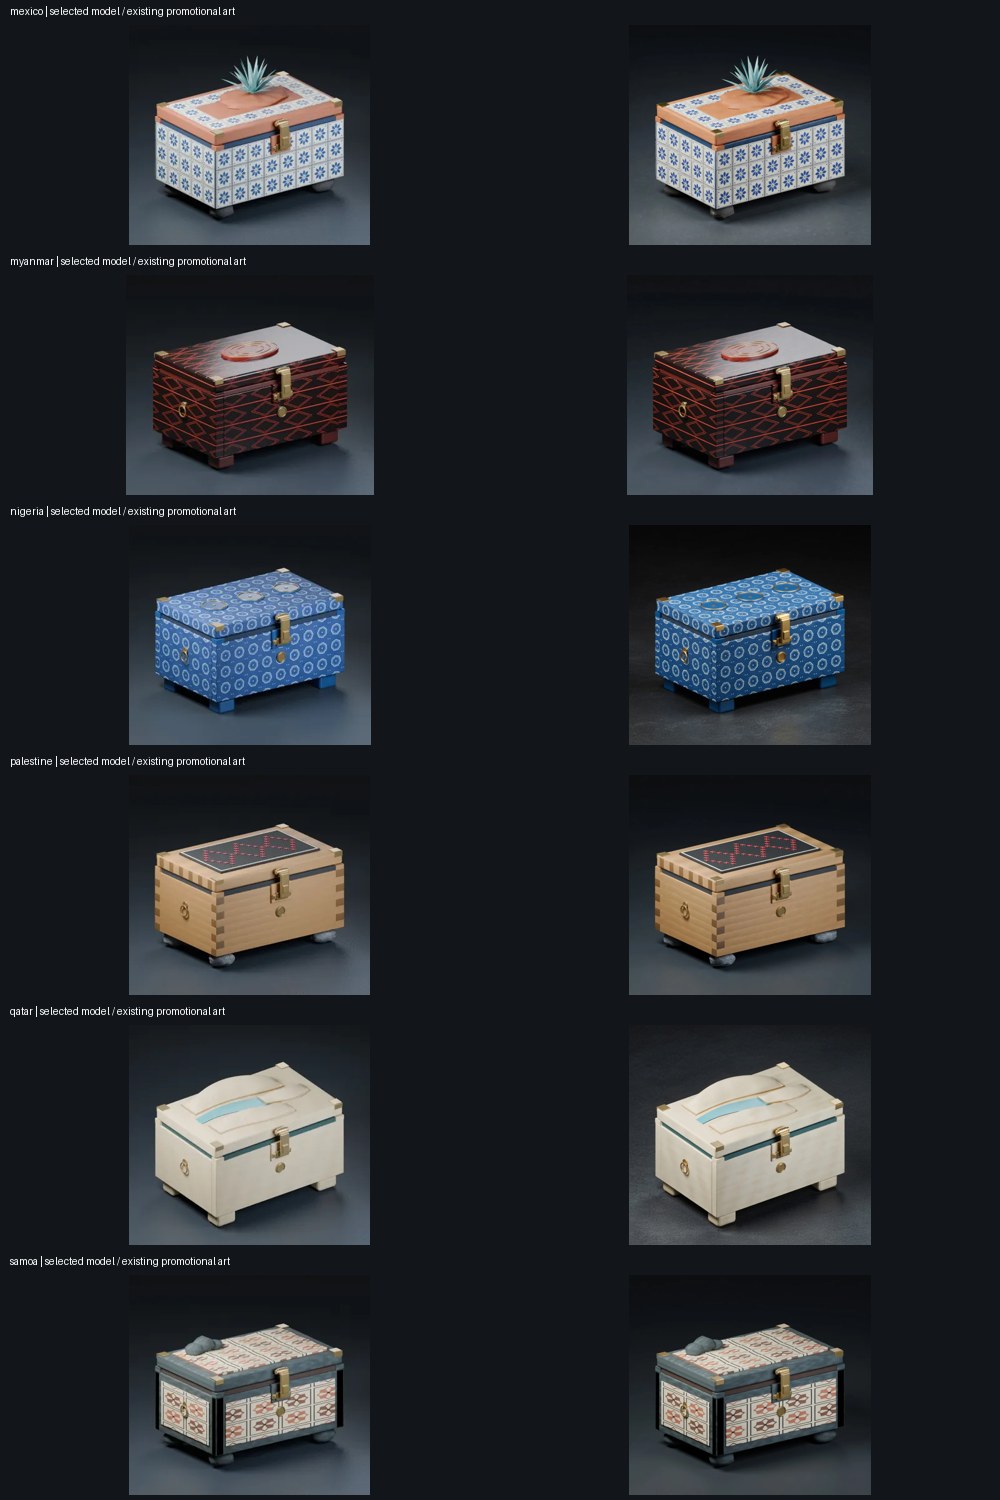 mexico | selected model / existing promotional art
myanmar | selected model / existing promotional art
nigeria | selected model / existing promotional art
palestine | selected model / existing promotional art
qatar | selected model / existing promotional art
samoa | selected model / existing promotional art